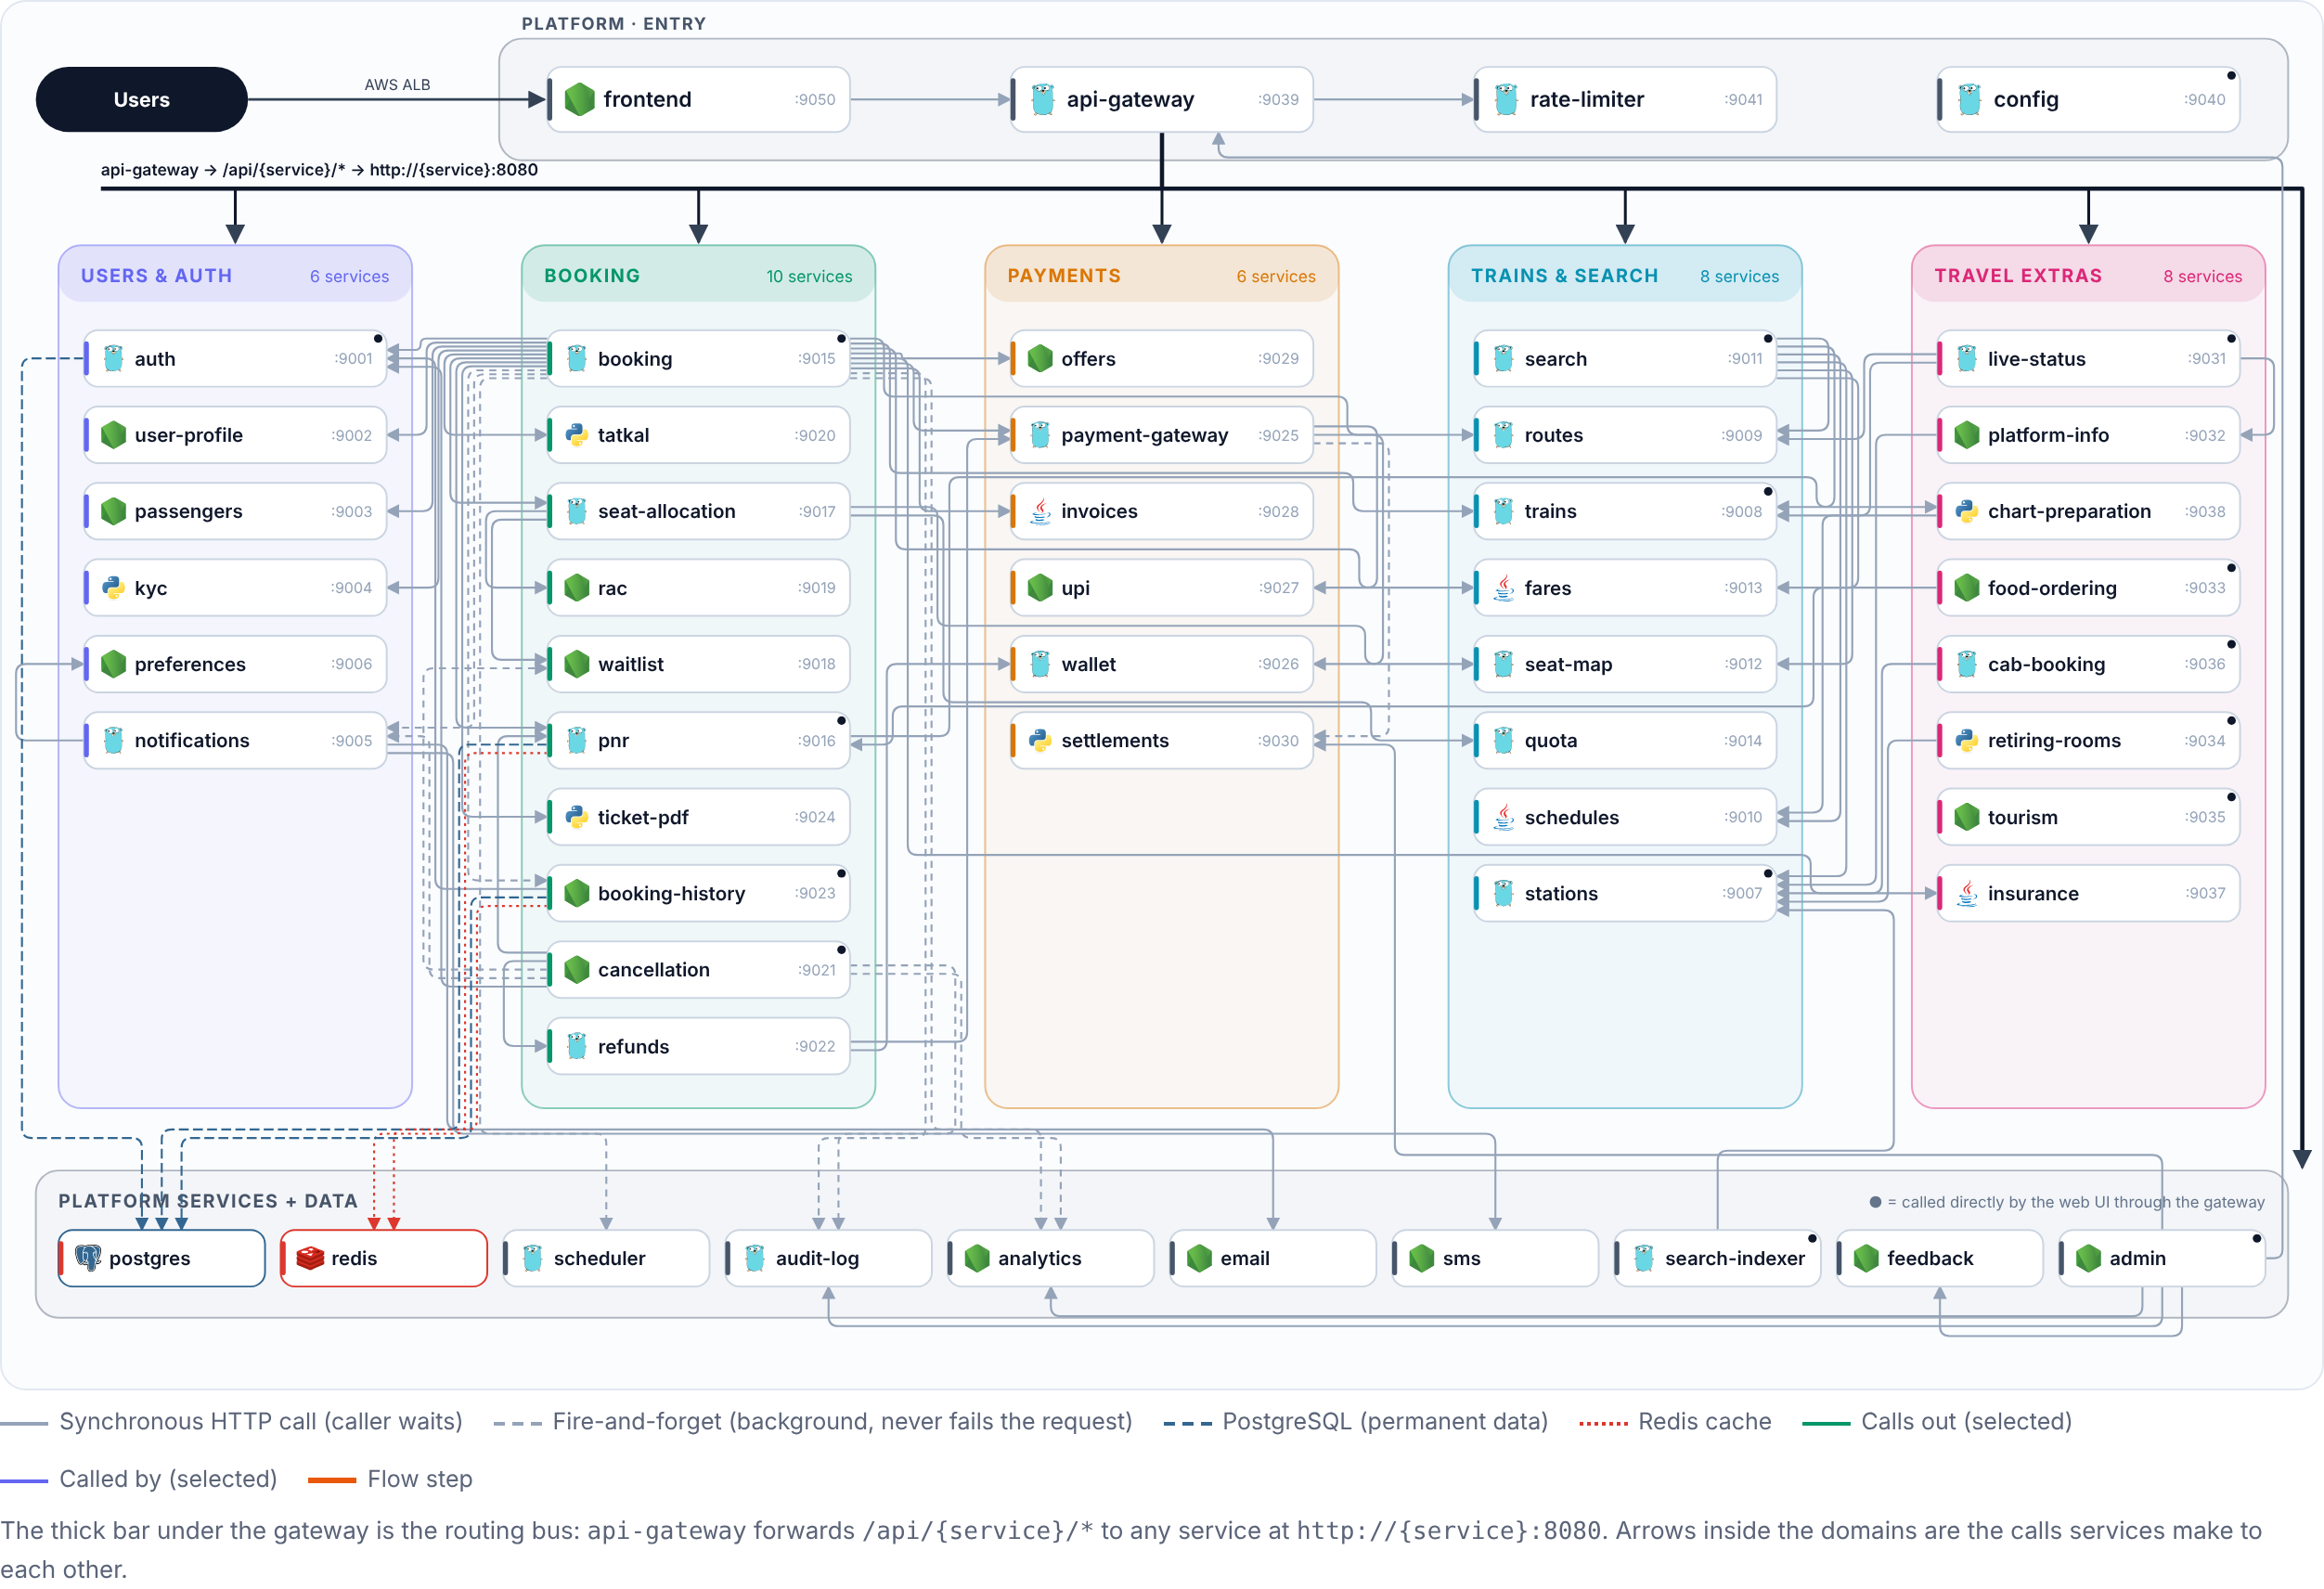 PLATFORM · ENTRY
Users
AWS ALB
frontend :9050
api-gateway :9039
rate-limiter :9041
config :9040
api-gateway → /api/{service}/* → http://{service}:8080
USERS & AUTH 6 services
auth :9001
user-profile :9002
passengers :9003
kyc :9004
preferences :9006
notifications :9005
BOOKING 10 services
booking :9015
tatkal :9020
seat-allocation :9017
rac :9019
waitlist :9018
pnr :9016
ticket-pdf :9024
booking-history :9023
cancellation :9021
refunds :9022
PAYMENTS 6 services
offers :9029
payment-gateway :9025
invoices :9028
upi :9027
wallet :9026
settlements :9030
TRAINS & SEARCH 8 services
search :9011
routes :9009
trains :9008
fares :9013
seat-map :9012
quota :9014
schedules :9010
stations :9007
TRAVEL EXTRAS 8 services
live-status :9031
platform-info :9032
chart-preparation :9038
food-ordering :9033
cab-booking :9036
retiring-rooms :9034
tourism :9035
insurance :9037
PLATFORM SERVICES + DATA
● = called directly by the web UI through the gateway
postgres
redis
scheduler
audit-log
analytics
email
sms
search-indexer
feedback
admin
Synchronous HTTP call (caller waits)
Fire-and-forget (background, never fails the request)
PostgreSQL (permanent data)
Redis cache
Calls out (selected)
Called by (selected)
Flow step
The thick bar under the gateway is the routing bus: api-gateway forwards /api/{service}/* to any service at http://{service}:8080. Arrows inside the domains are the calls services make to
each other.